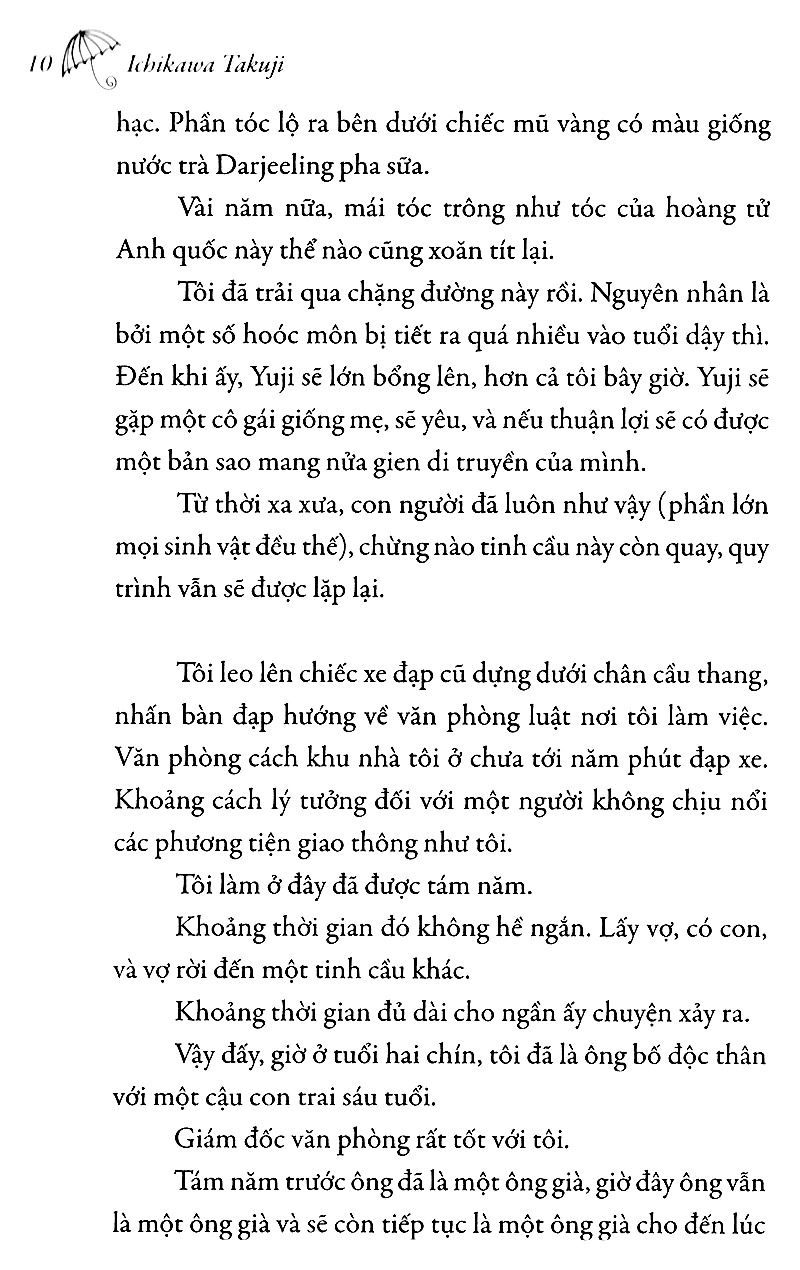 10 Ichikawa Takuji
hạc. Phần tóc lộ ra bên dưới chiếc mũ vàng có màu giống
nước trà Darjeeling pha sữa.
Vài năm nữa, mái tóc trông như tóc của hoàng tử
Anh quốc này thể nào cũng xoăn tít lại.
Tôi đã trải qua chặng đường này rồi. Nguyên nhân là
bởi một số hoóc môn bị tiết ra quá nhiều vào tuổi dậy thì.
Đến khi ấy, Yuji sẽ lớn bổng lên, hơn cả tôi bây giờ. Yuji sẽ
gặp một cô gái giống mẹ, sẽ yêu, và nếu thuận lợi sẽ có được
một bản sao mang nửa gien di truyền của mình.
Từ thời xa xưa, con người đã luôn như vậy (phần lớn
mọi sinh vật đều thế), chừng nào tinh cầu này còn quay, quy
trình vẫn sẽ được lặp lại.
Tôi leo lên chiếc xe đạp cũ dựng dưới chân cầu thang,
nhấn bàn đạp hướng về văn phòng luật nơi tôi làm việc.
Văn phòng cách khu nhà tôi ở chưa tới năm phút đạp xe.
Khoảng cách lý tưởng đối với một người không chịu nổi
các phương tiện giao thông như tôi.
Tôi làm ở đây đã được tám năm.
Khoảng thời gian đó không hề ngắn. Lấy vợ, có con,
và vợ rời đến một tinh cầu khác.
Khoảng thời gian đủ dài cho ngần ấy chuyện xảy ra.
Vậy đấy, giờ ở tuổi hai chín, tôi đã là ông bố độc thân
với một cậu con trai sáu tuổi.
Giám đốc văn phòng rất tốt với tôi.
Tám năm trước ông đã là một ông già, giờ đây ông vẫn
là một ông già và sẽ còn tiếp tục là một ông già cho đến lúc